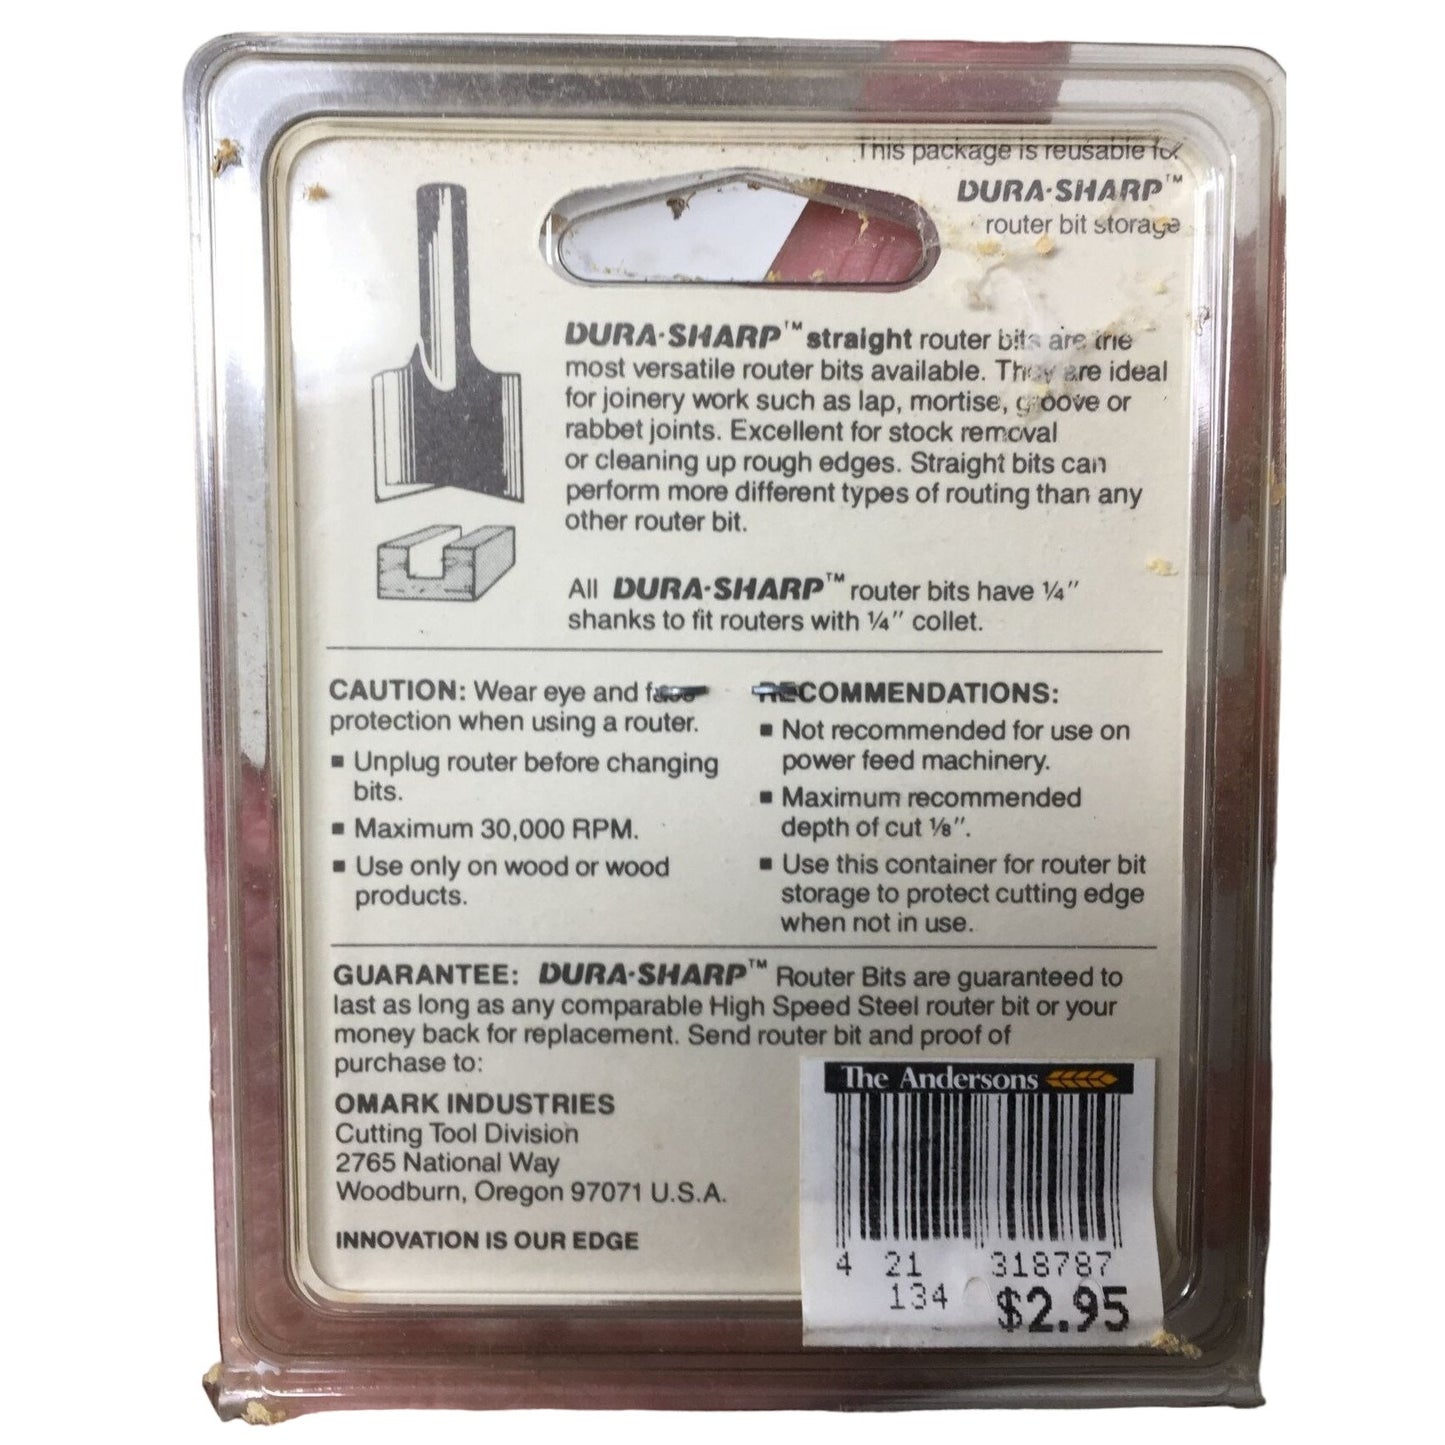 This package is reusable for
DURA·SHARP™
router bit storage
DURA·SHARP™ straight router bits are the
most versatile router bits available. They are ideal
for joinery work such as lap, mortise, groove or
rabbet joints. Excellent for stock removal
or cleaning up rough edges. Straight bits can
perform more different types of routing than any
other router bit.
All DURA·SHARP™ router bits have ¼"
shanks to fit routers with ¼" collet.
CAUTION: Wear eye and face
protection when using a router.
■ Unplug router before changing
bits.
■ Maximum 30,000 RPM.
■ Use only on wood or wood
products.
RECOMMENDATIONS:
■ Not recommended for use on
power feed machinery.
■ Maximum recommended
depth of cut ⅛".
■ Use this container for router bit
storage to protect cutting edge
when not in use.
GUARANTEE: DURA·SHARP™ Router Bits are guaranteed to
last as long as any comparable High Speed Steel router bit or your
money back for replacement. Send router bit and proof of
purchase to:
OMARK INDUSTRIES
Cutting Tool Division
2765 National Way
Woodburn, Oregon 97071 U.S.A.
INNOVATION IS OUR EDGE
The Andersons
4 21 318787
134 $2.95